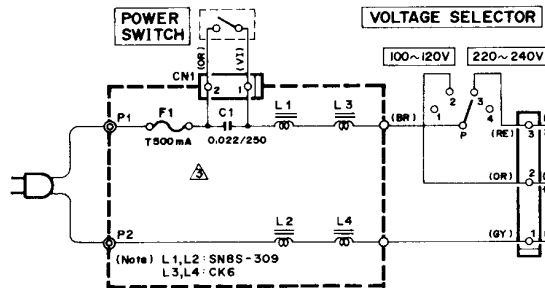 POWER
SWITCH
VOLTAGE SELECTOR
(OR)
(VI)
100~120V
220~240V
CN1
2
1
P1
F1
C1
L1
L3
(BR)
1
2
3
4
P
(RE)
3
T500mA
0.022/250
3
(OR)
2
L2
L4
P2
(GY)
1
(Note) L1,L2: SN8S-309
L3,L4: CK6